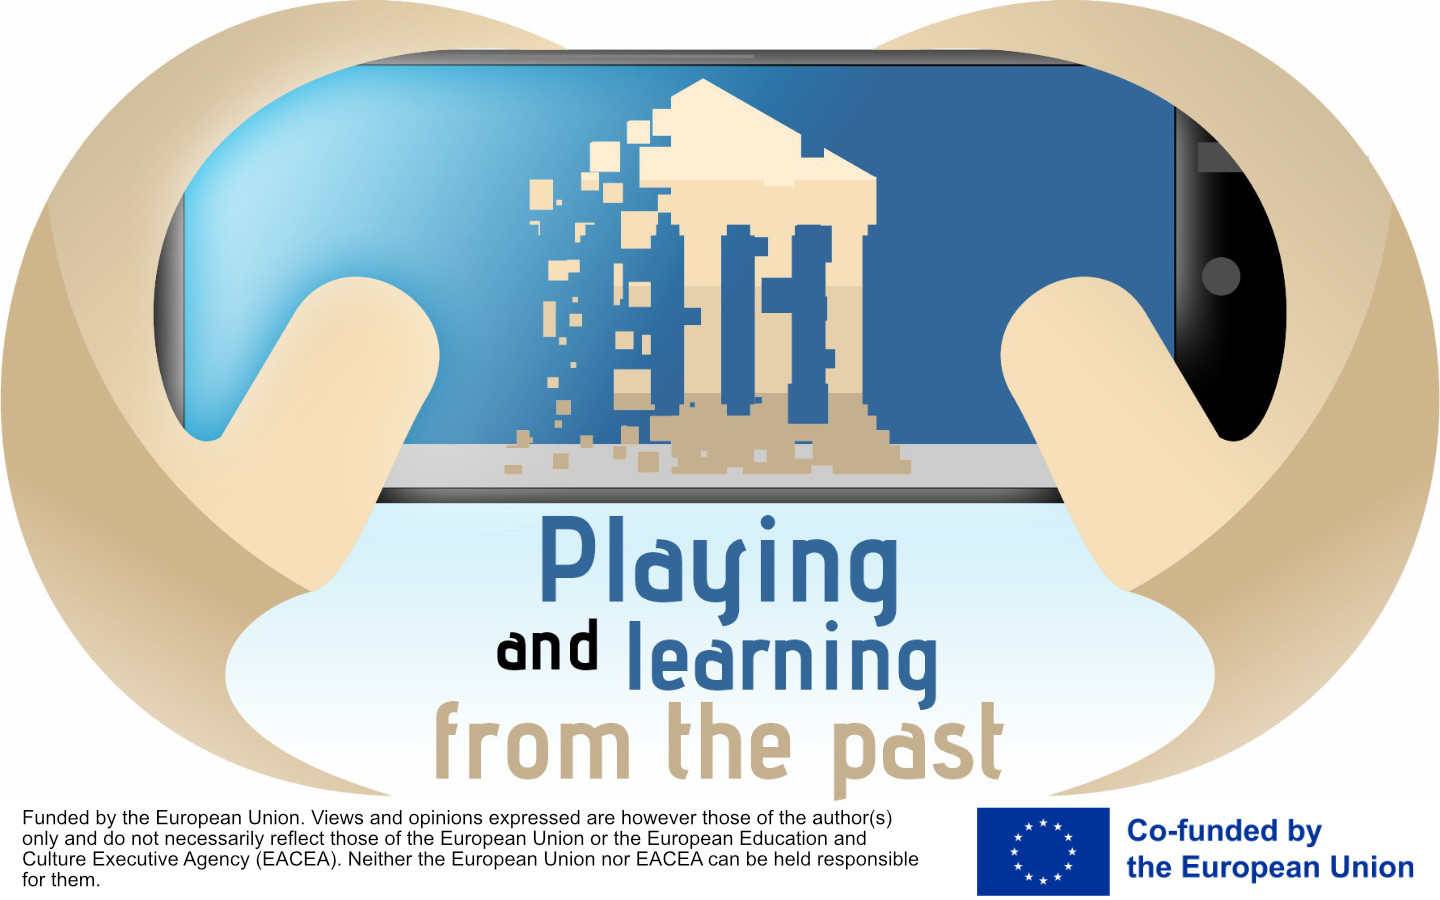 Playing
and learning
from the past
Funded by the European Union. Views and opinions expressed are however those of the author(s)
only and do not necessarily reflect those of the European Union or the European Education and
Culture Executive Agency (EACEA). Neither the European Union nor EACEA can be held responsible
for them.
Co-funded by
the European Union